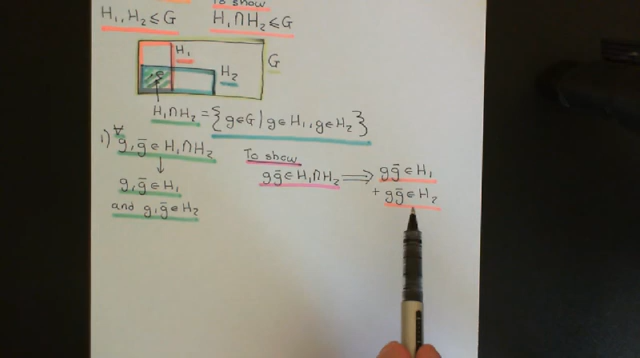 To show
H₁, H₂ ≤ G
H₁ ∩ H₂ ≤ G
H₁
G
H₂
e
H₁∩H₂ = {g∈G | g∈H₁, g∈H₂}
1) ∀ g, ḡ ∈ H₁∩H₂
g, ḡ ∈ H₁
and g, ḡ ∈ H₂
To show
gḡ ∈ H₁∩H₂ ⟹ gḡ ∈ H₁
+ gḡ ∈ H₂